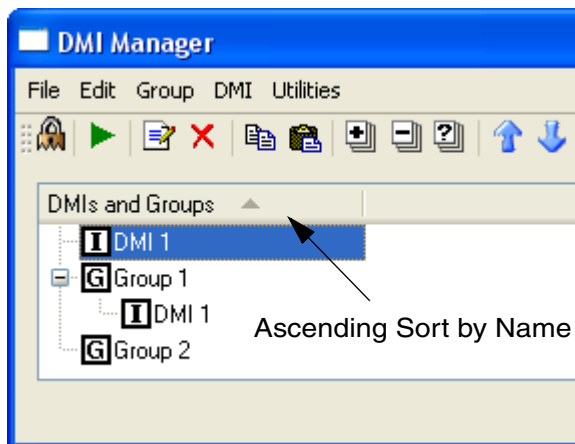 DMI Manager
File Edit Group DMI Utilities
DMIs and Groups
I DMI 1
G Group 1
I DMI 1
Ascending Sort by Name
G Group 2